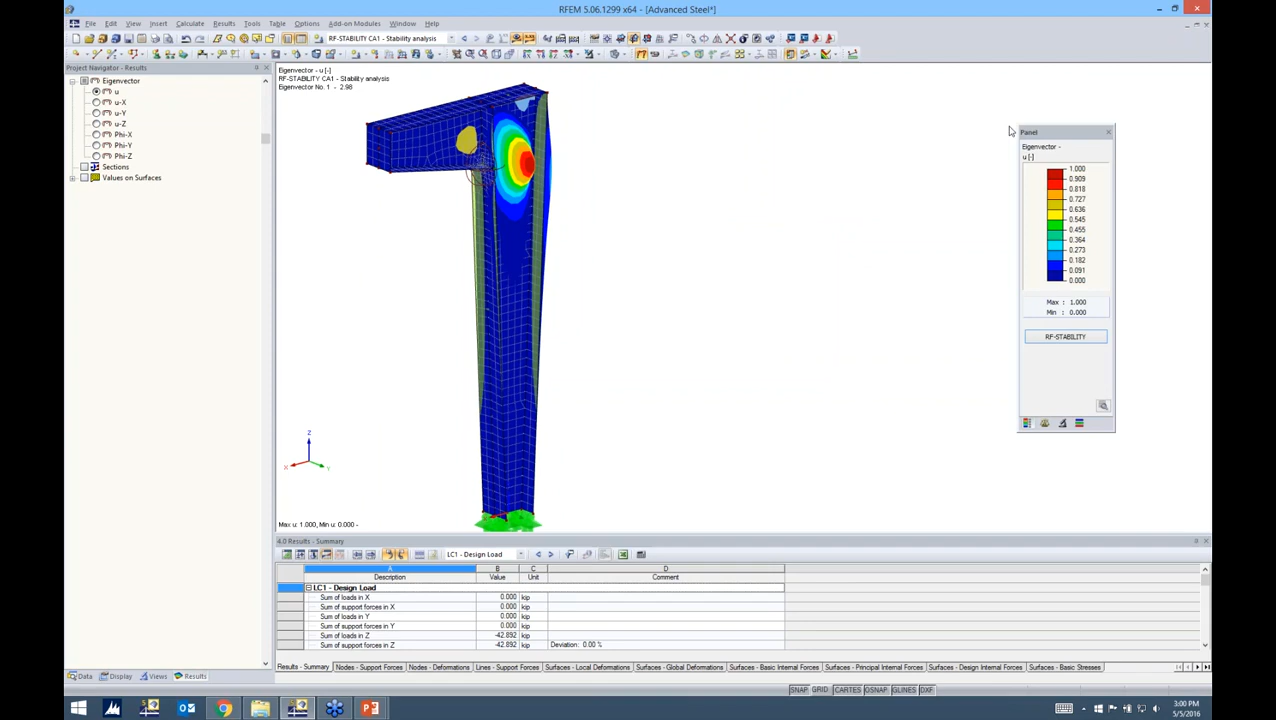 RFEM 5.06.1299 x64 - [Advanced Steel*]
File Edit View Insert Calculate Results Tools Table Options Add-on Modules Window Help
RF-STABILITY CA1 - Stability analysis
Project Navigator - Results
Eigenvector
u
u-X
u-Y
u-Z
Phi-X
Phi-Y
Phi-Z
Sections
Values on Surfaces
Data Display Views Results
Eigenvector - u [-]
RF-STABILITY CA1 - Stability analysis
Eigenvector No. 1 - 2.98
Z
X
Y
Max u: 1.000, Min u: 0.000 -
Panel
Eigenvector -
u [-]
1.000
0.909
0.818
0.727
0.636
0.545
0.455
0.364
0.273
0.182
0.091
0.000
Max : 1.000
Min : 0.000
RF-STABILITY
4.0 Results - Summary
LC1 - Design Load
A B C D
Description Value Unit Comment
LC1 - Design Load
Sum of loads in X 0.000 kip
Sum of support forces in X 0.000 kip
Sum of loads in Y 0.000 kip
Sum of support forces in Y 0.000 kip
Sum of loads in Z -42.892 kip
Sum of support forces in Z -42.892 kip Deviation: 0.00 %
Results - Summary Nodes - Support Forces Nodes - Deformations Lines - Support Forces Surfaces - Local Deformations Surfaces - Global Deformations Surfaces - Basic Internal Forces Surfaces - Principal Internal Forces Surfaces - Design Internal Forces Surfaces - Basic Stresses
SNAP GRID CARTES OSNAP GLINES DXF
3:00 PM
5/5/2016